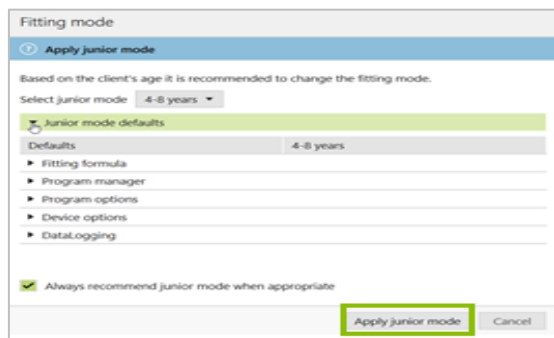 Fitting mode
Apply junior mode
Based on the client's age it is recommended to change the fitting mode.
Select junior mode 4-8 years
Junior mode defaults
Defaults 4-8 years
Fitting formula
Program manager
Program options
Device options
DataLogging
Always recommend junior mode when appropriate
Apply junior mode Cancel